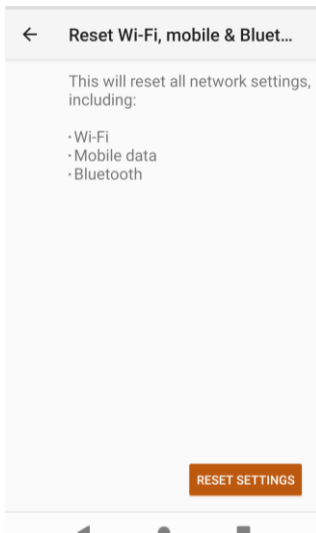 Reset Wi-Fi, mobile & Bluet...
This will reset all network settings,
including:
·Wi-Fi
·Mobile data
·Bluetooth
RESET SETTINGS